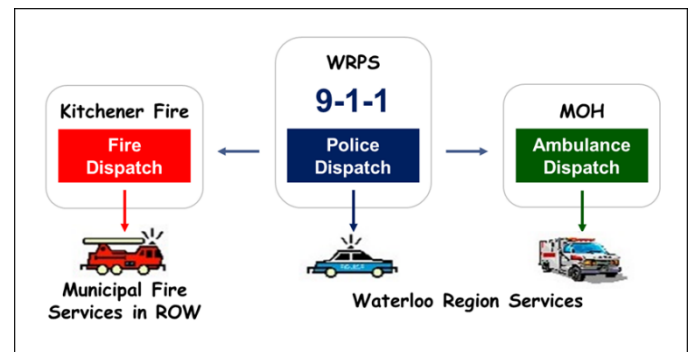 WRPS
9-1-1
Police
Dispatch
Kitchener Fire
Fire
Dispatch
MOH
Ambulance
Dispatch
Municipal Fire
Services in ROW
Waterloo Region Services